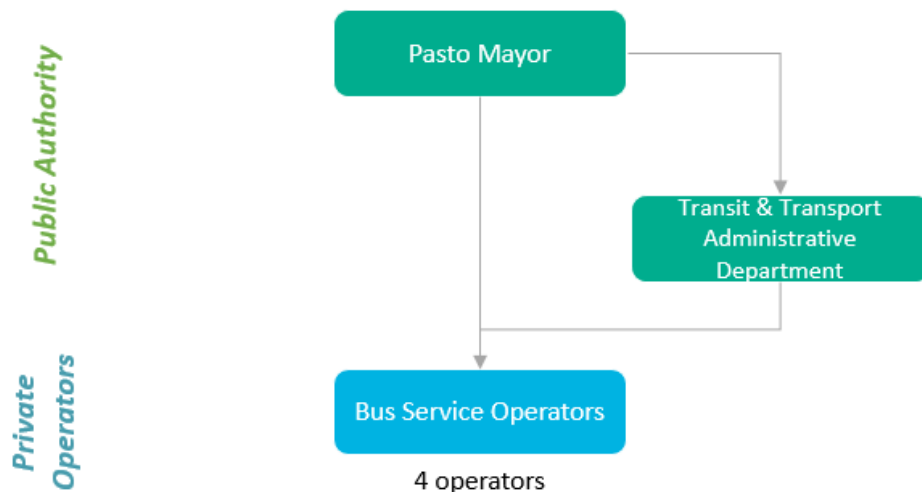 Public Authority
Pasto Mayor
Transit & Transport
Administrative
Department
Private
Operators
Bus Service Operators
4 operators